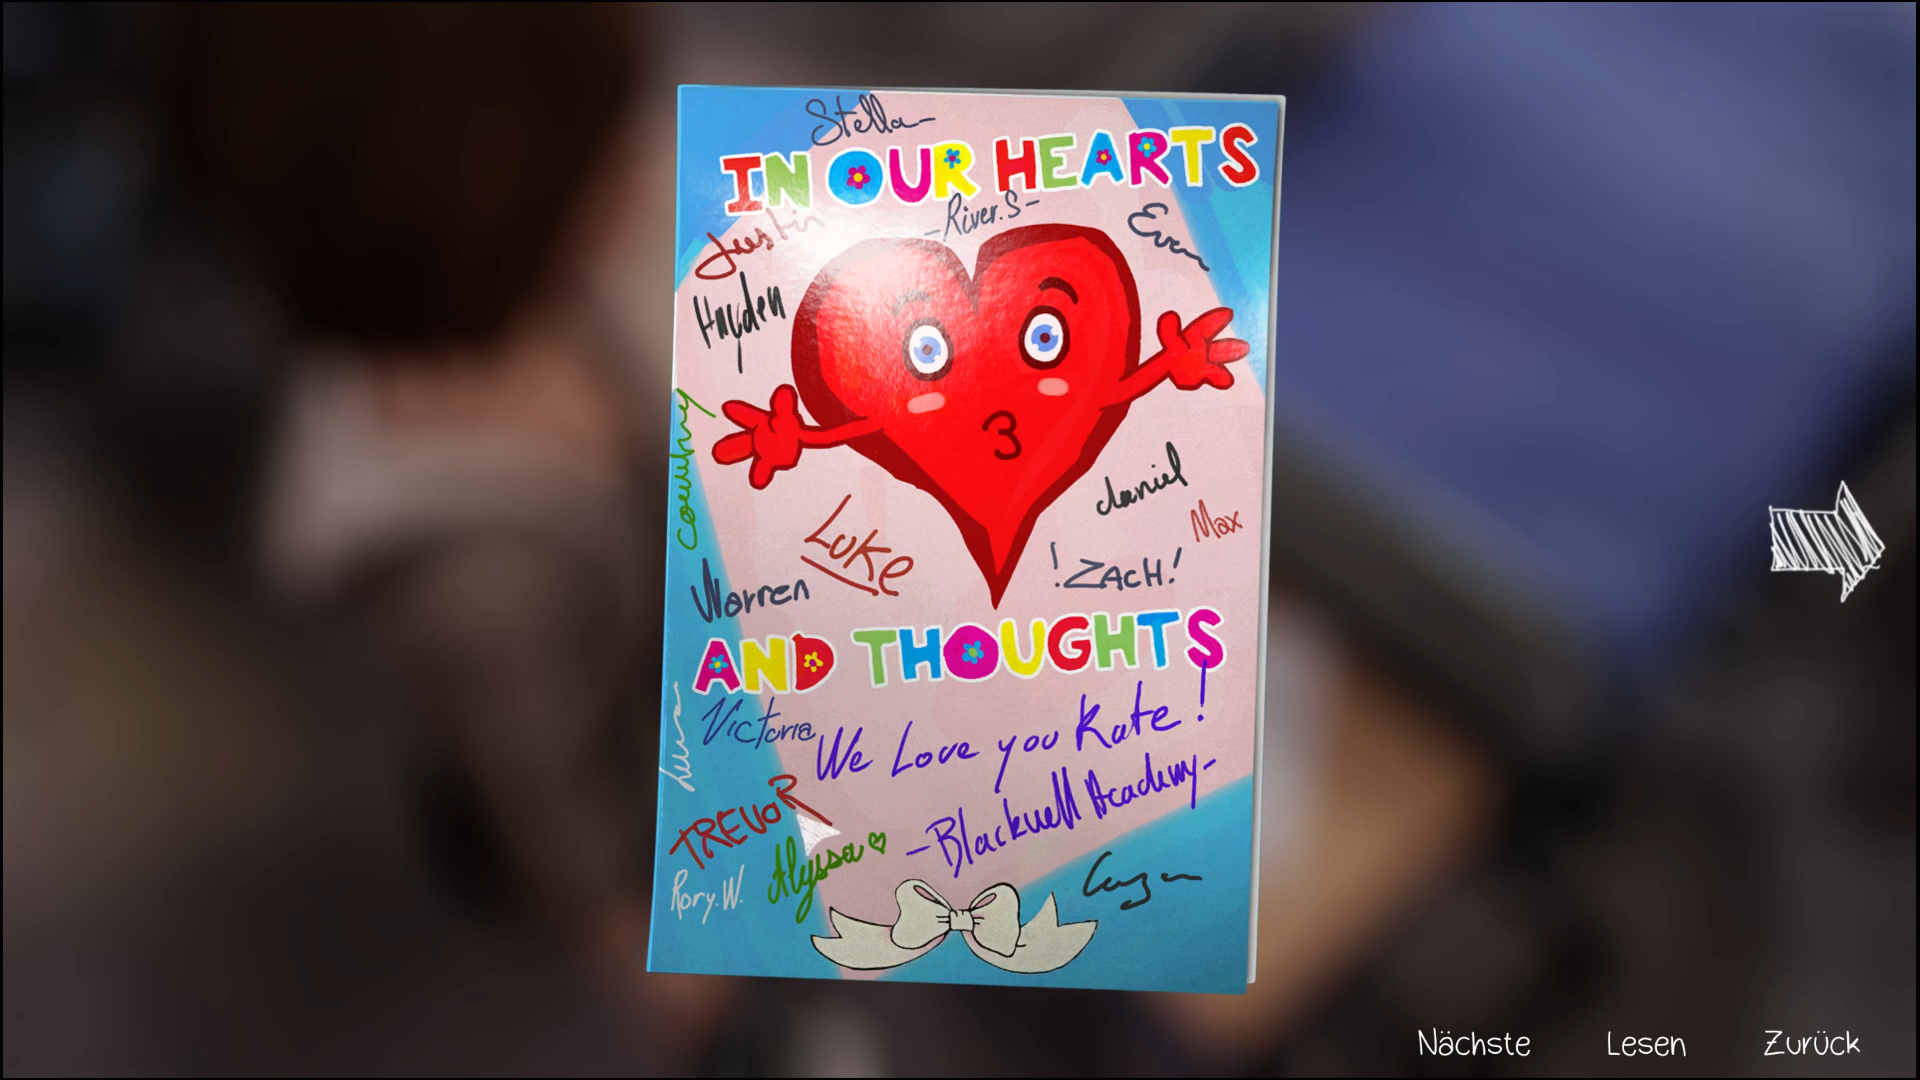 Stella-
IN OUR HEARTS
Justin
-River.S-
Evan
Hayden
Courtney
daniel
Max
Luke
!ZACH!
Warren
AND THOUGHTS
Victoria
We Love you Kate!
-Blackwell Academy-
TREVOR
Alyssa
Rory.W.
Nächste
Lesen
Zurück